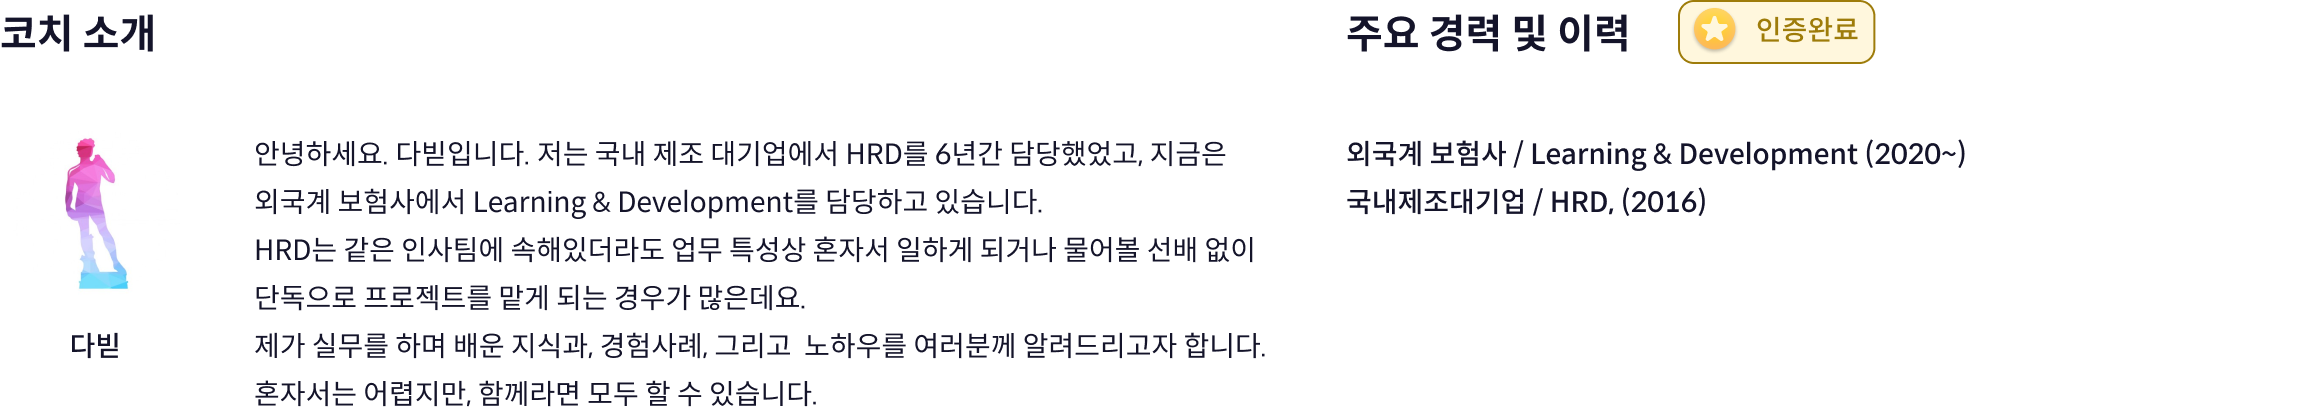 코치 소개
다빈
안녕하세요. 다빈입니다. 저는 국내 제조 대기업에서 HRD를 6년간 담당했었고, 지금은
외국계 보험사에서 Learning & Development를 담당하고 있습니다.
HRD는 같은 인사팀에 속해있더라도 업무 특성상 혼자서 일하게 되거나 물어볼 선배 없이
단독으로 프로젝트를 맡게 되는 경우가 많은데요.
제가 실무를 하며 배운 지식과, 경험사례, 그리고  노하우를 여러분께 알려드리고자 합니다.
혼자서는 어렵지만, 함께라면 모두 할 수 있습니다.
주요 경력 및 이력
인증완료
외국계 보험사 / Learning & Development (2020~)
국내제조대기업 / HRD, (2016)